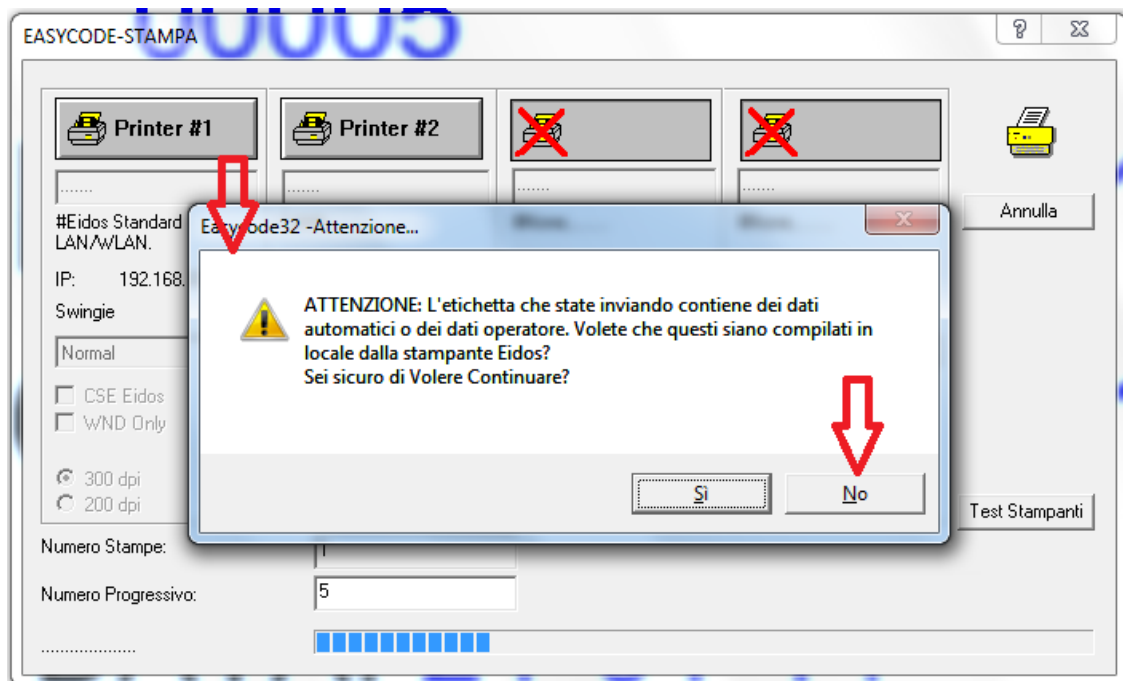 00005
EASYCODE-STAMPA
Printer #1
Printer #2
.......
.......
.......
.......
#Eidos Standard
LAN/WLAN.
Annulla
Easycode32 -Attenzione...
IP: 192.168.
Swingie
Normal
CSE Eidos
WND Only
300 dpi
200 dpi
ATTENZIONE: L'etichetta che state inviando contiene dei dati
automatici o dei dati operatore. Volete che questi siano compilati in
locale dalla stampante Eidos?
Sei sicuro di Volere Continuare?
Sì
No
Test Stampanti
Numero Stampe:
1
Numero Progressivo:
5
....................